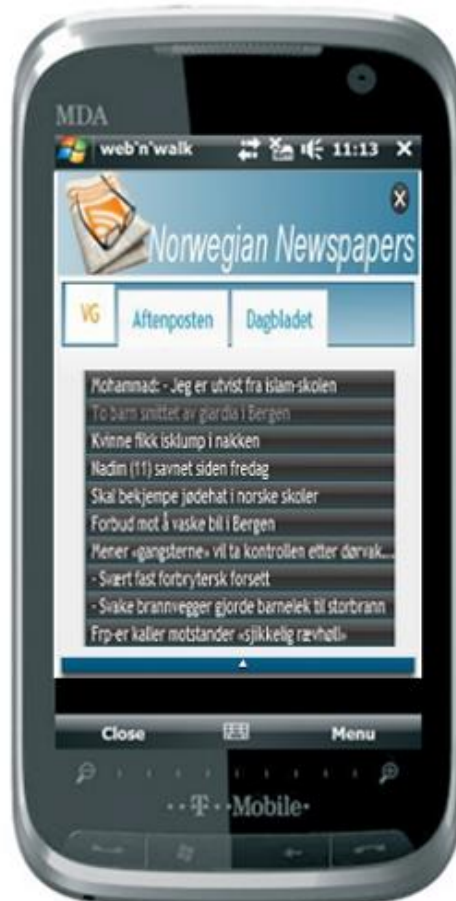 MDA
web'n'walk 11:13 X
X
Norwegian Newspapers
VG Aftenposten Dagbladet
Mohammad: - Jeg er utvist fra islam-skolen
To barn smittet av giardia i Bergen
Kvinne fikk isklump i nakken
Nadim (11) savnet siden fredag
Skal bekjempe jødehat i norske skoler
Forbud mot å vaske bil i Bergen
Mener «gangsterne» vil ta kontrollen etter dørvak...
- Svært fast forbrytersk forsett
- Svake brannvegger gjorde barnelek til storbrann
Frp-er kaller motstander «sjikkelig rævhøll»
Close Menu
T Mobile